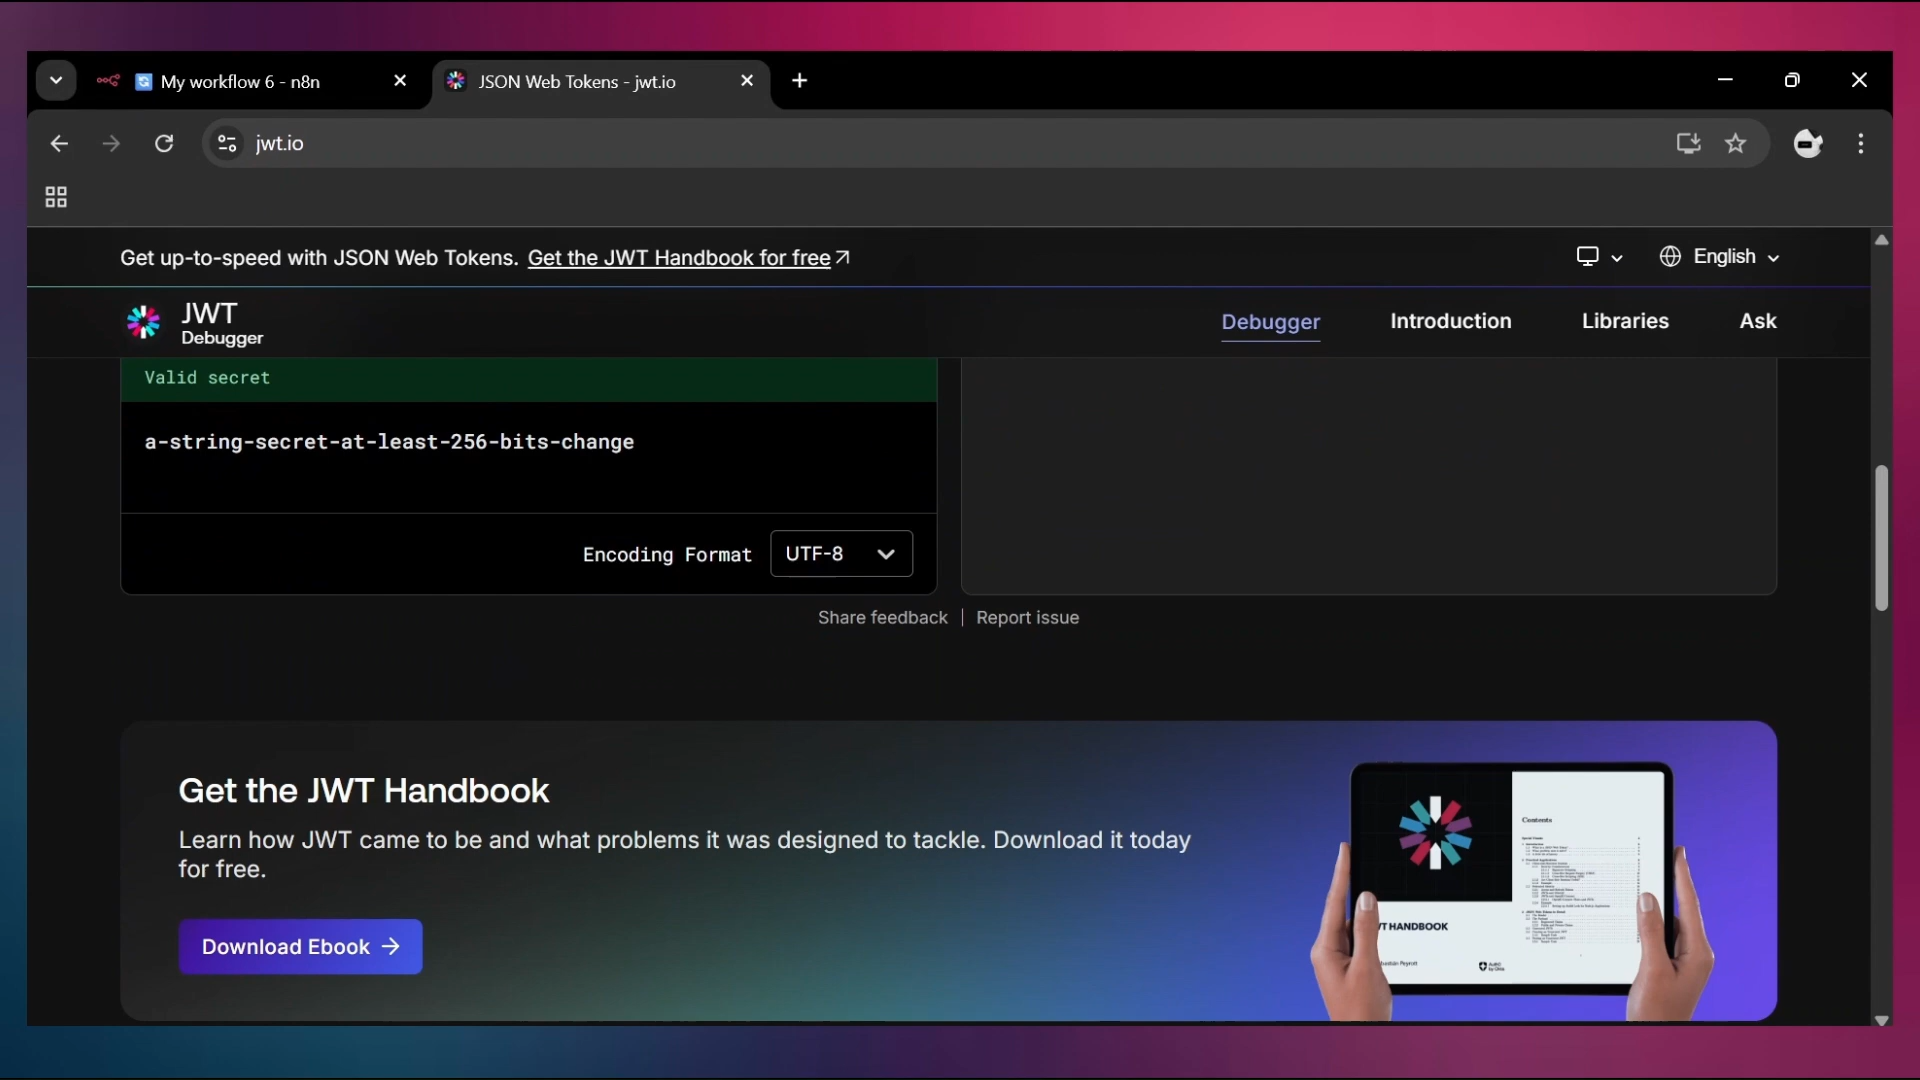 My workflow 6 - n8n
JSON Web Tokens - jwt.io
jwt.io
Get up-to-speed with JSON Web Tokens. Get the JWT Handbook for free
English
JWT
Debugger
Debugger
Introduction
Libraries
Ask
Valid secret
a-string-secret-at-least-256-bits-change
Encoding Format
UTF-8
Share feedback | Report issue
Get the JWT Handbook
Learn how JWT came to be and what problems it was designed to tackle. Download it today
for free.
Download Ebook
Contents
HANDBOOK
Peyrott